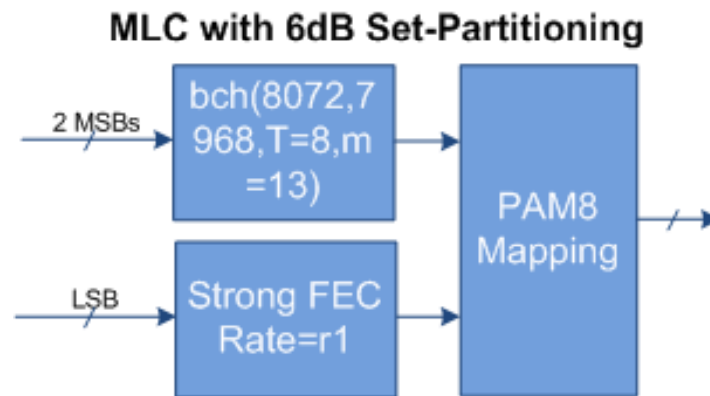 MLC with 6dB Set-Partitioning
2 MSBs
bch(8072,7
968,T=8,m
=13)
PAM8
Mapping
LSB
Strong FEC
Rate=r1